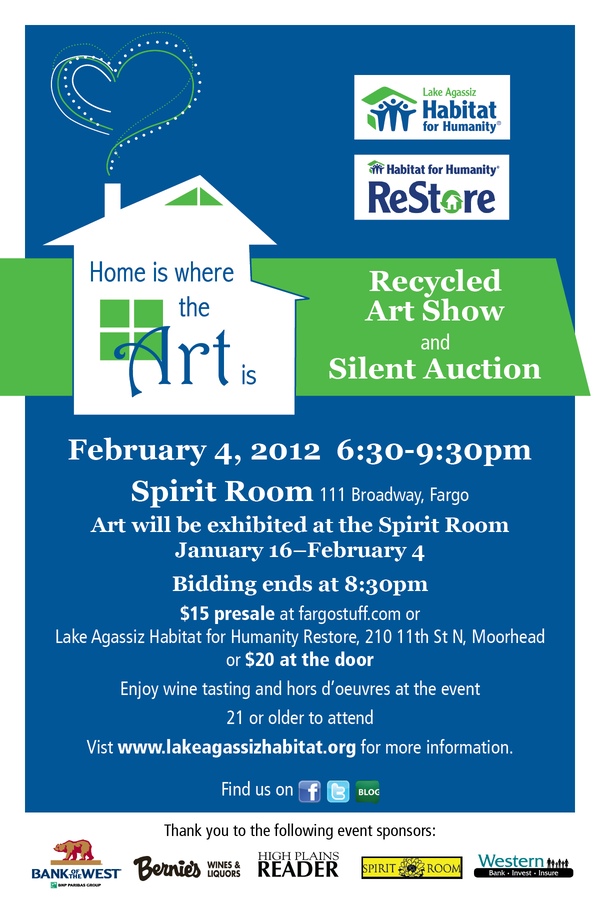 Lake Agassiz
Habitat
for Humanity®
Habitat for Humanity®
ReStore
Home is where
the
Art is
Recycled
Art Show
and
Silent Auction
February 4, 2012 6:30-9:30pm
Spirit Room 111 Broadway, Fargo
Art will be exhibited at the Spirit Room
January 16–February 4
Bidding ends at 8:30pm
$15 presale at fargostuff.com or
Lake Agassiz Habitat for Humanity Restore, 210 11th St N, Moorhead
or $20 at the door
Enjoy wine tasting and hors d’oeuvres at the event
21 or older to attend
Vist www.lakeagassizhabitat.org for more information.
Find us on f t BLOG
Thank you to the following event sponsors:
BANK OF THE WEST
BNP PARIBAS GROUP
Bernie's WINES &
LIQUORS
HIGH PLAINS
READER
SPIRIT ROOM
Western
Bank • Invest • Insure